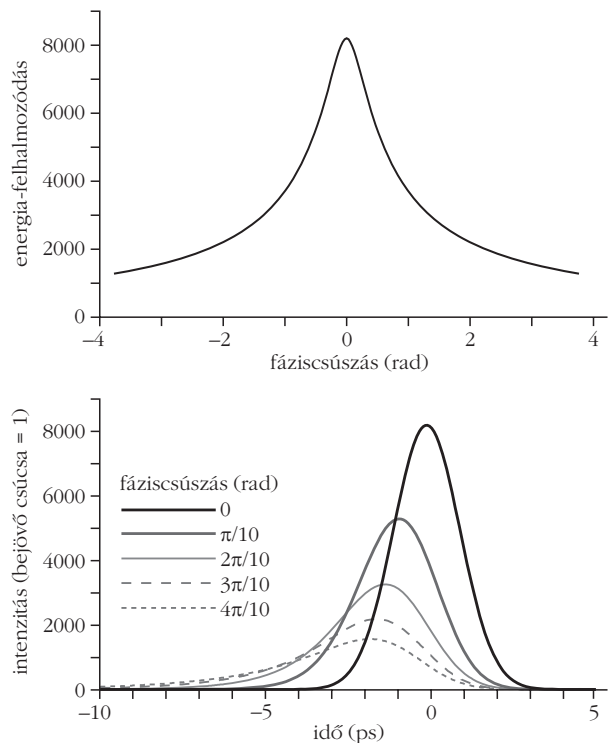 energia-felhalmozódás
8000
6000
4000
2000
0
–4
–2
0
2
4
fáziscsúszás (rad)
intenzitás (bejövő csúcsa = 1)
8000
6000
4000
2000
0
fáziscsúszás (rad)
0
π/10
2π/10
3π/10
4π/10
–10
–5
0
5
idő (ps)